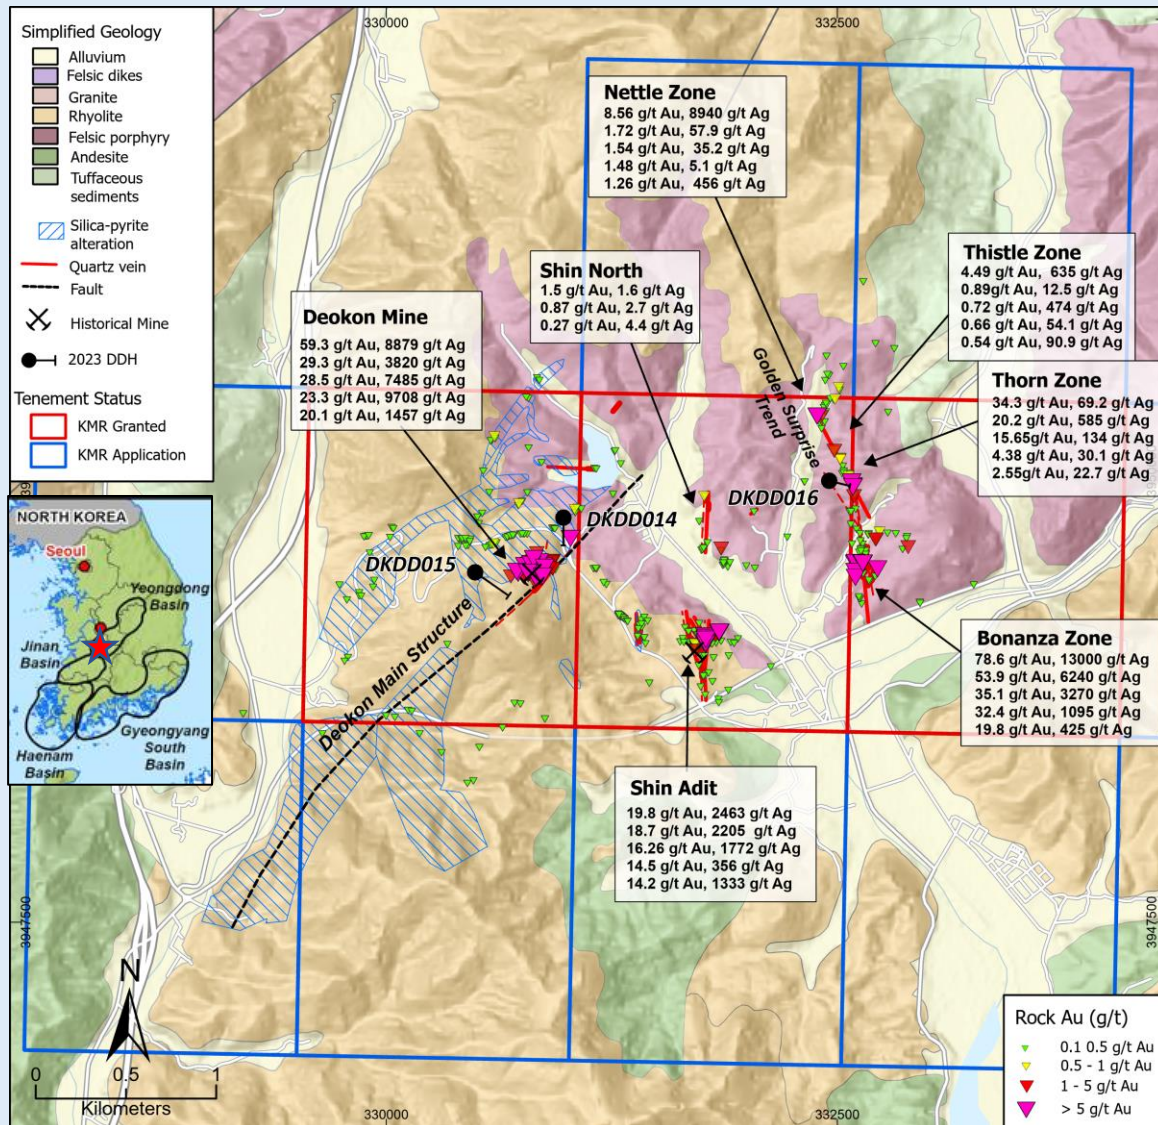 330000
332500
Simplified Geology
Alluvium
Felsic dikes
Granite
Rhyolite
Felsic porphyry
Andesite
Tuffaceous
sediments
Silica-pyrite
alteration
Quartz vein
Fault
Historical Mine
2023 DDH
Tenement Status
KMR Granted
KMR Application
Nettle Zone
8.56 g/t Au, 8940 g/t Ag
1.72 g/t Au, 57.9 g/t Ag
1.54 g/t Au, 35.2 g/t Ag
1.48 g/t Au, 5.1 g/t Ag
1.26 g/t Au, 456 g/t Ag
Thistle Zone
4.49 g/t Au, 635 g/t Ag
0.89g/t Au, 12.5 g/t Ag
0.72 g/t Au, 474 g/t Ag
0.66 g/t Au, 54.1 g/t Ag
0.54 g/t Au, 90.9 g/t Ag
Shin North
1.5 g/t Au, 1.6 g/t Ag
0.87 g/t Au, 2.7 g/t Ag
0.27 g/t Au, 4.4 g/t Ag
Deokon Mine
59.3 g/t Au, 8879 g/t Ag
29.3 g/t Au, 3820 g/t Ag
28.5 g/t Au, 7485 g/t Ag
23.3 g/t Au, 9708 g/t Ag
20.1 g/t Au, 1457 g/t Ag
Golden Surprise
Trend
Thorn Zone
34.3 g/t Au, 69.2 g/t Ag
20.2 g/t Au, 585 g/t Ag
15.65g/t Au, 134 g/t Ag
4.38 g/t Au, 30.1 g/t Ag
2.55g/t Au, 22.7 g/t Ag
DKDD016
DKDD014
DKDD015
Deokon Main Structure
NORTH KOREA
Seoul
Yeongdong
Basin
Jinan
Basin
Gyeongyang
South
Basin
Haenam
Basin
Bonanza Zone
78.6 g/t Au, 13000 g/t Ag
53.9 g/t Au, 6240 g/t Ag
35.1 g/t Au, 3270 g/t Ag
32.4 g/t Au, 1095 g/t Ag
19.8 g/t Au, 425 g/t Ag
Shin Adit
19.8 g/t Au, 2463 g/t Ag
18.7 g/t Au, 2205 g/t Ag
16.26 g/t Au, 1772 g/t Ag
14.5 g/t Au, 356 g/t Ag
14.2 g/t Au, 1333 g/t Ag
3947500
3947500
N
0 0.5 1
Kilometers
Rock Au (g/t)
0.1 0.5 g/t Au
0.5 - 1 g/t Au
1 - 5 g/t Au
> 5 g/t Au
330000
332500